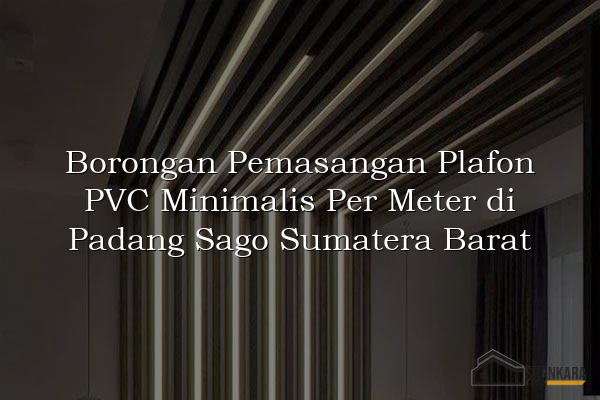 Borongan Pemasangan Plafon
PVC Minimalis Per Meter di
Padang Sago Sumatera Barat